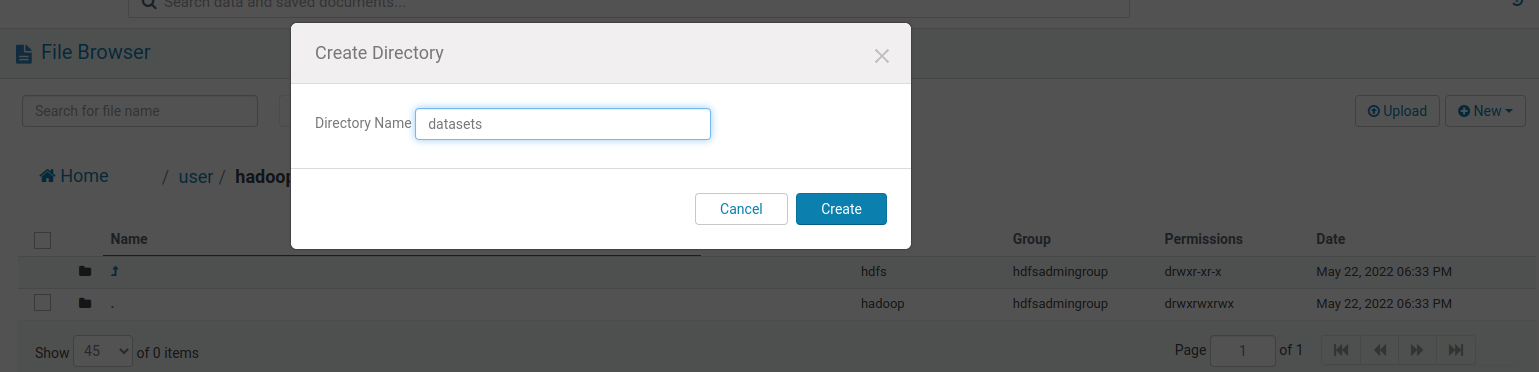 Search data and saved documents...
Create Directory
File Browser
Search for file name
Directory Name datasets
Upload New
Home / user / hadoop
Cancel Create
Name Group Permissions Date
hdfs hdfsadmingroup drwxr-xr-x May 22, 2022 06:33 PM
. hadoop hdfsadmingroup drwxrwxrwx May 22, 2022 06:33 PM
Show 45 of 0 items Page 1 of 1